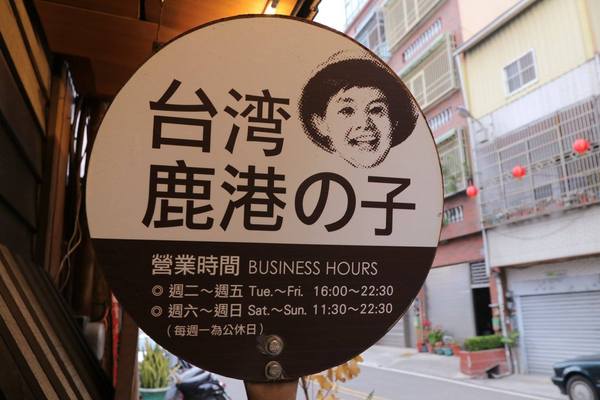 台湾
鹿港の子
營業時間 BUSINESS HOURS
◎ 週二～週五 Tue.～Fri. 16:00～22:30
◎ 週六～週日 Sat.～Sun. 11:30～22:30
（每週一為公休日）